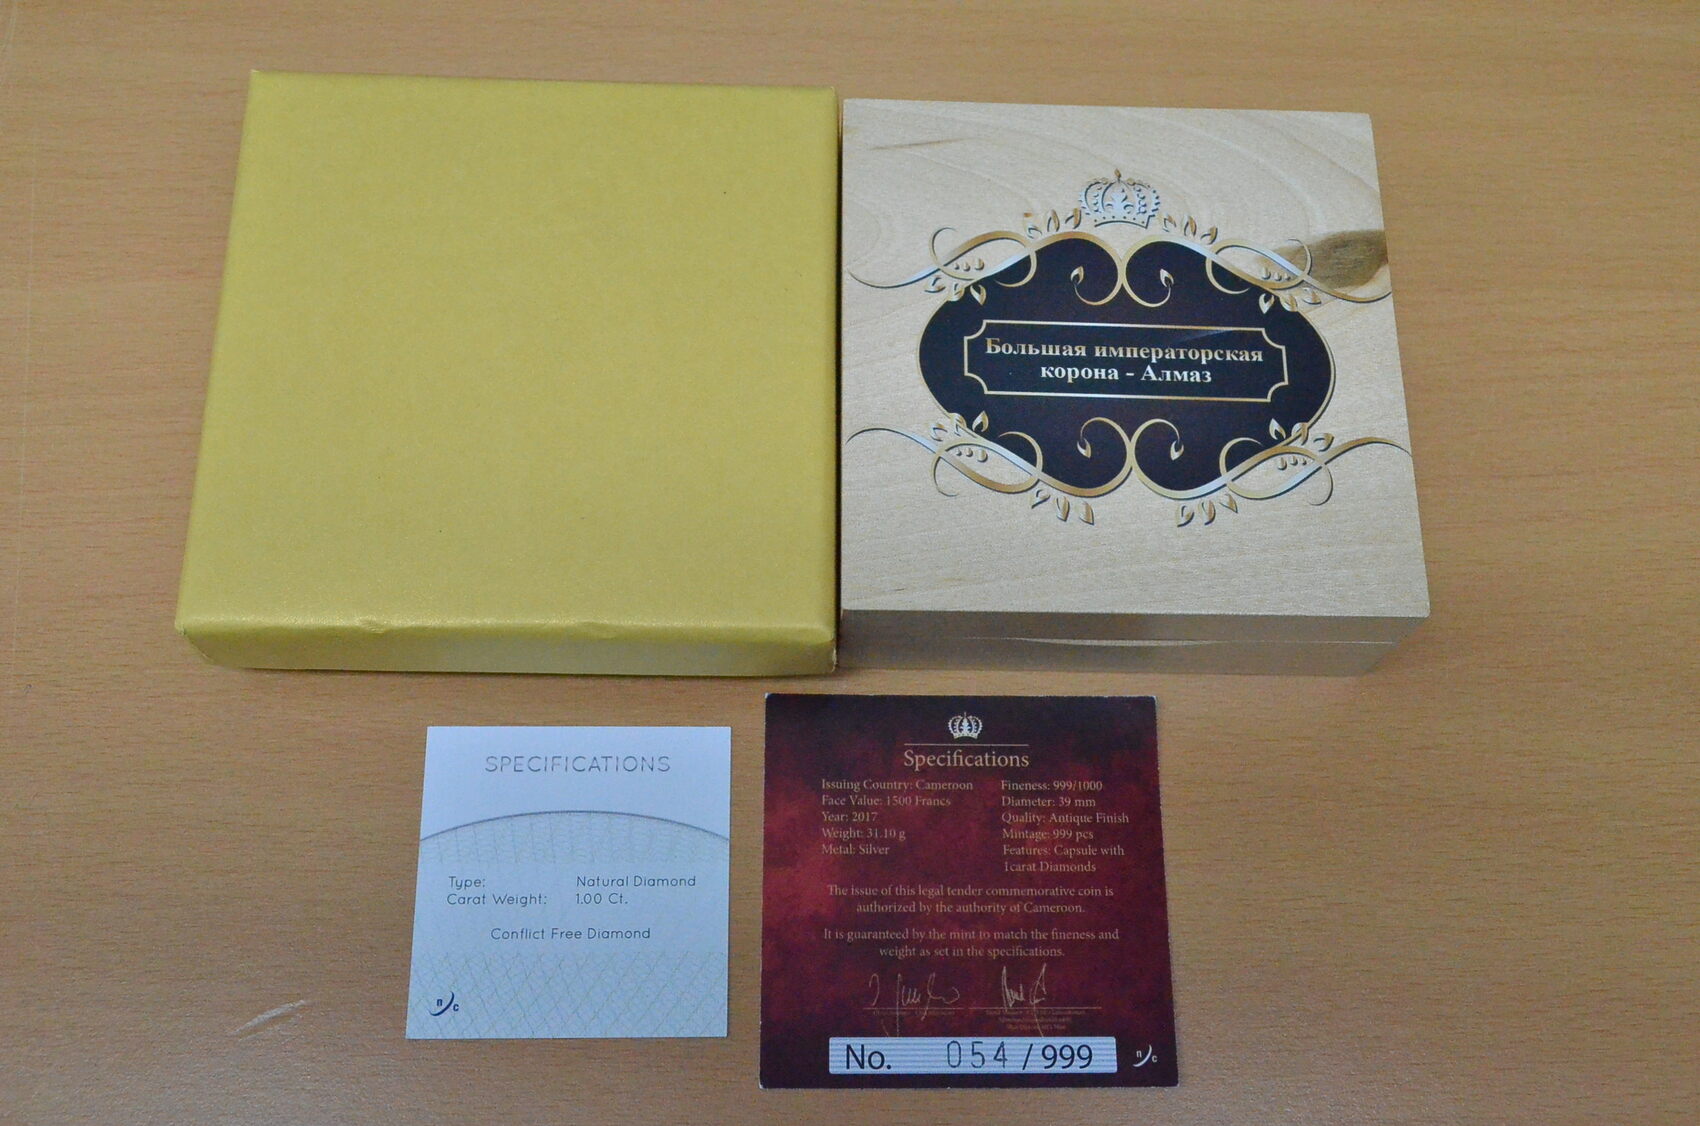 Большая императорская
корона - Алмаз
SPECIFICATIONS
Type: Natural Diamond
Carat Weight: 1.00 Ct.
Conflict Free Diamond
п с
Specifications
Issuing Country: Cameroon
Face Value: 1500 Francs
Year: 2017
Weight: 31.10 g
Metal: Silver
Fineness: 999/1000
Diameter: 39 mm
Quality: Antique Finish
Mintage: 999 pcs
Features: Capsule with
1carat Diamonds
The issue of this legal tender commemorative coin is
authorized by the authority of Cameroon.
It is guaranteed by the mint to match the fineness and
weight as set in the specifications.
No. 054 / 999
п с